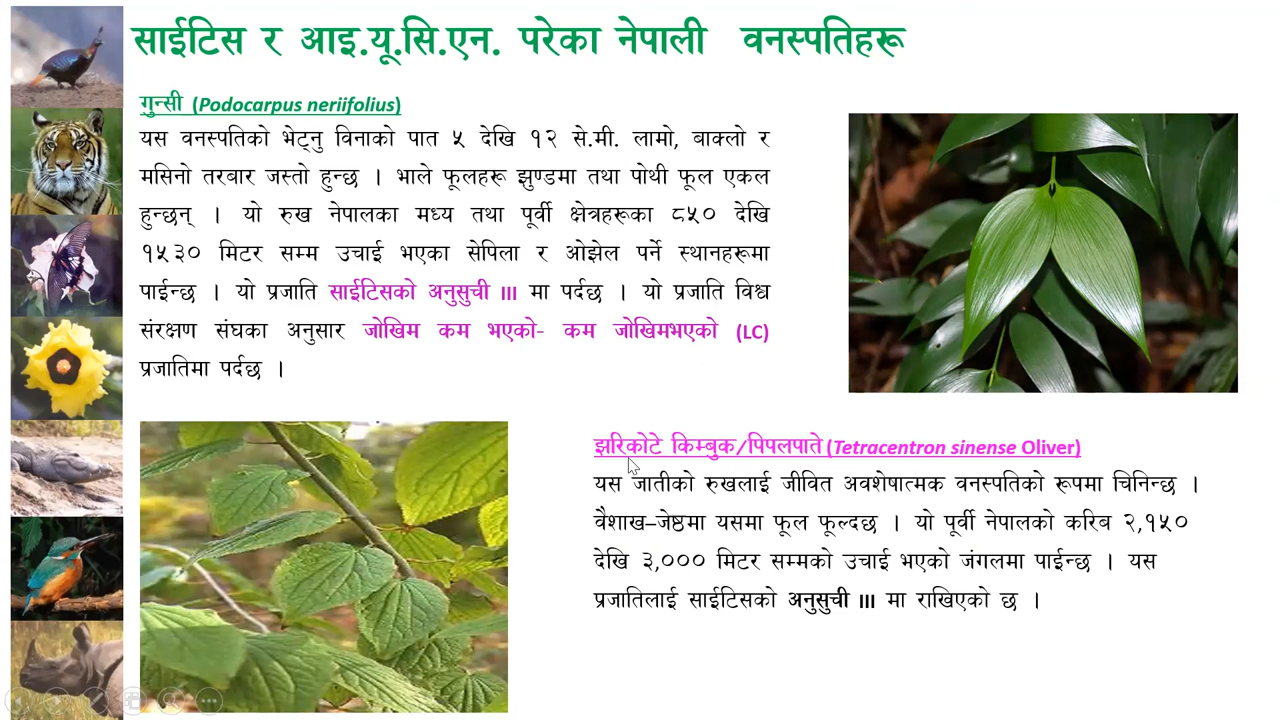 साईटिस र आइ.यू.सि.एन. परेका नेपाली वनस्पतिहरू
गुन्सी (Podocarpus neriifolius)
यस वनस्पतिको भेट्नु विनाको पात ५ देखि १२ से.मी. लामो, बाक्लो र
मसिनो तरबार जस्तो हुन्छ । भाले फूलहरू झुण्डमा तथा पोथी फूल एकल
हुन्छन् । यो रुख नेपालका मध्य तथा पूर्वी क्षेत्रहरूका ८५० देखि
१५३० मिटर सम्म उचाई भएका सेपिला र ओझेल पर्ने स्थानहरूमा
पाईन्छ । यो प्रजाति साईटिसको अनुसुची III मा पर्दछ । यो प्रजाति विश्व
संरक्षण संघका अनुसार जोखिम कम भएको- कम जोखिमभएको (LC)
प्रजातिमा पर्दछ ।
झरिकोटे किम्बुक/पिपलपाते (Tetracentron sinense Oliver)
यस जातीको रुखलाई जीवित अवशेषात्मक वनस्पतिको रूपमा चिनिन्छ ।
वैशाख–जेष्ठमा यसमा फूल फूल्दछ । यो पूर्वी नेपालको करिब २,१५०
देखि ३,००० मिटर सम्मको उचाई भएको जंगलमा पाईन्छ । यस
प्रजातिलाई साईटिसको अनुसुची III मा राखिएको छ ।